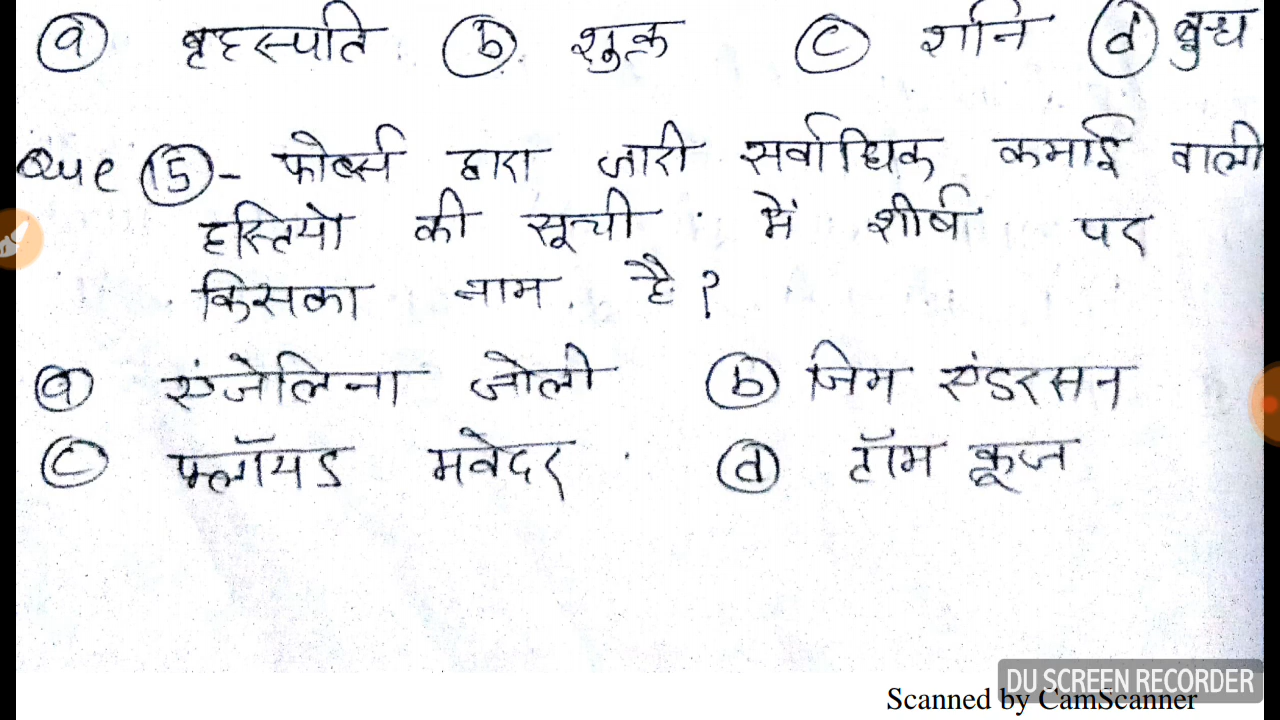 (a) बृहस्पति (b) शुक्र (c) शनि (d) बुध
Que (15) - फोर्ब्स द्वारा जारी सर्वाधिक कमाई वाली
हस्तियो की सूची में शीर्ष पर
किसका नाम है?
(a) एंजेलिना जोली (b) जिम एंडरसन
(c) फ्लॉयड मवेदर (d) टॉम क्रूज
DU SCREEN RECORDER
Scanned by CamScanner